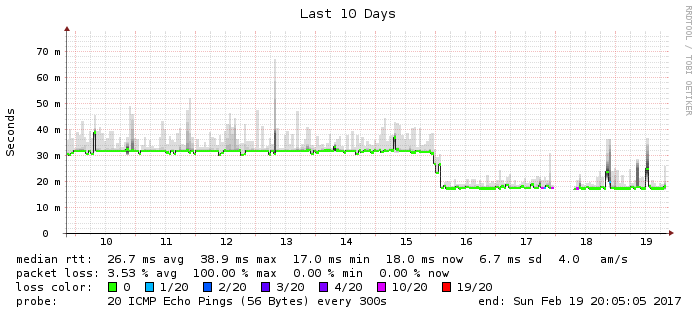 Last 10 Days
RRDTOOL / TOBI OETIKER
Seconds
70 m
60 m
50 m
40 m
30 m
20 m
10 m
0
10 11 12 13 14 15 16 17 18 19
median rtt: 26.7 ms avg 38.9 ms max 17.0 ms min 18.0 ms now 6.7 ms sd 4.0 am/s
packet loss: 3.53 % avg 100.00 % max 0.00 % min 0.00 % now
loss color: 0 1/20 2/20 3/20 4/20 10/20 19/20
probe: 20 ICMP Echo Pings (56 Bytes) every 300s end: Sun Feb 19 20:05:05 2017